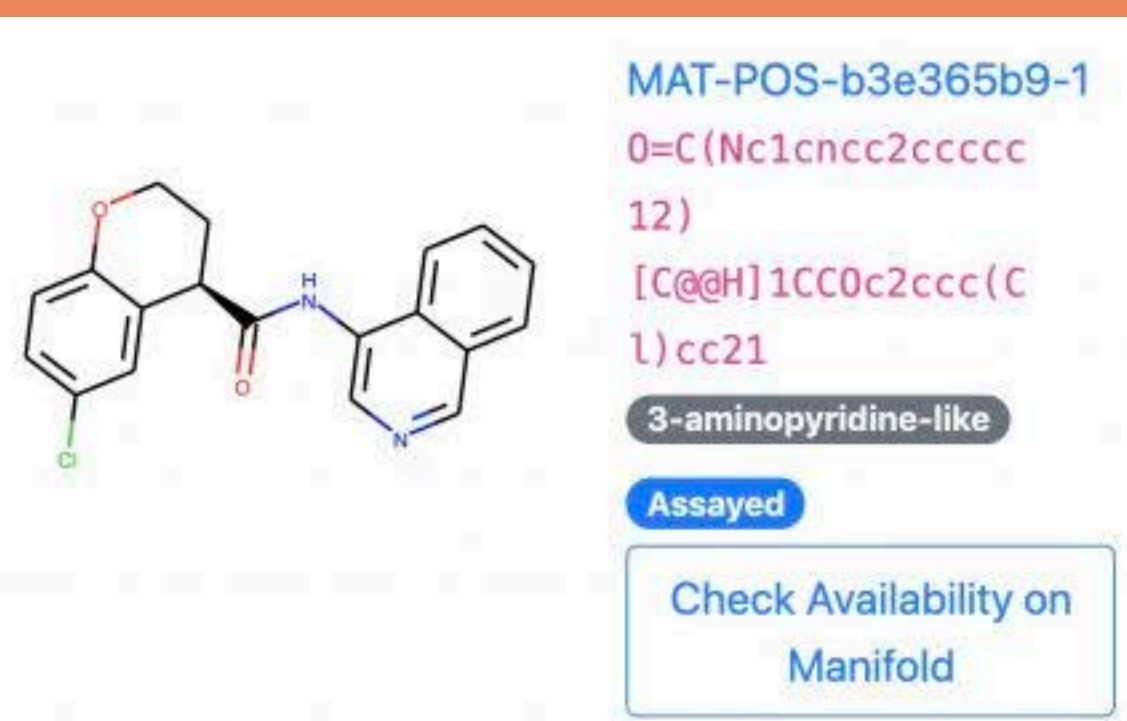 MAT-POS-b3e365b9-1
O=C(Nc1cncc2ccccc
12)
[C@@H]1CCOc2ccc(C
l)cc21
3-aminopyridine-like
Assayed
Check Availability on
Manifold
O
H
N
O
N
Cl